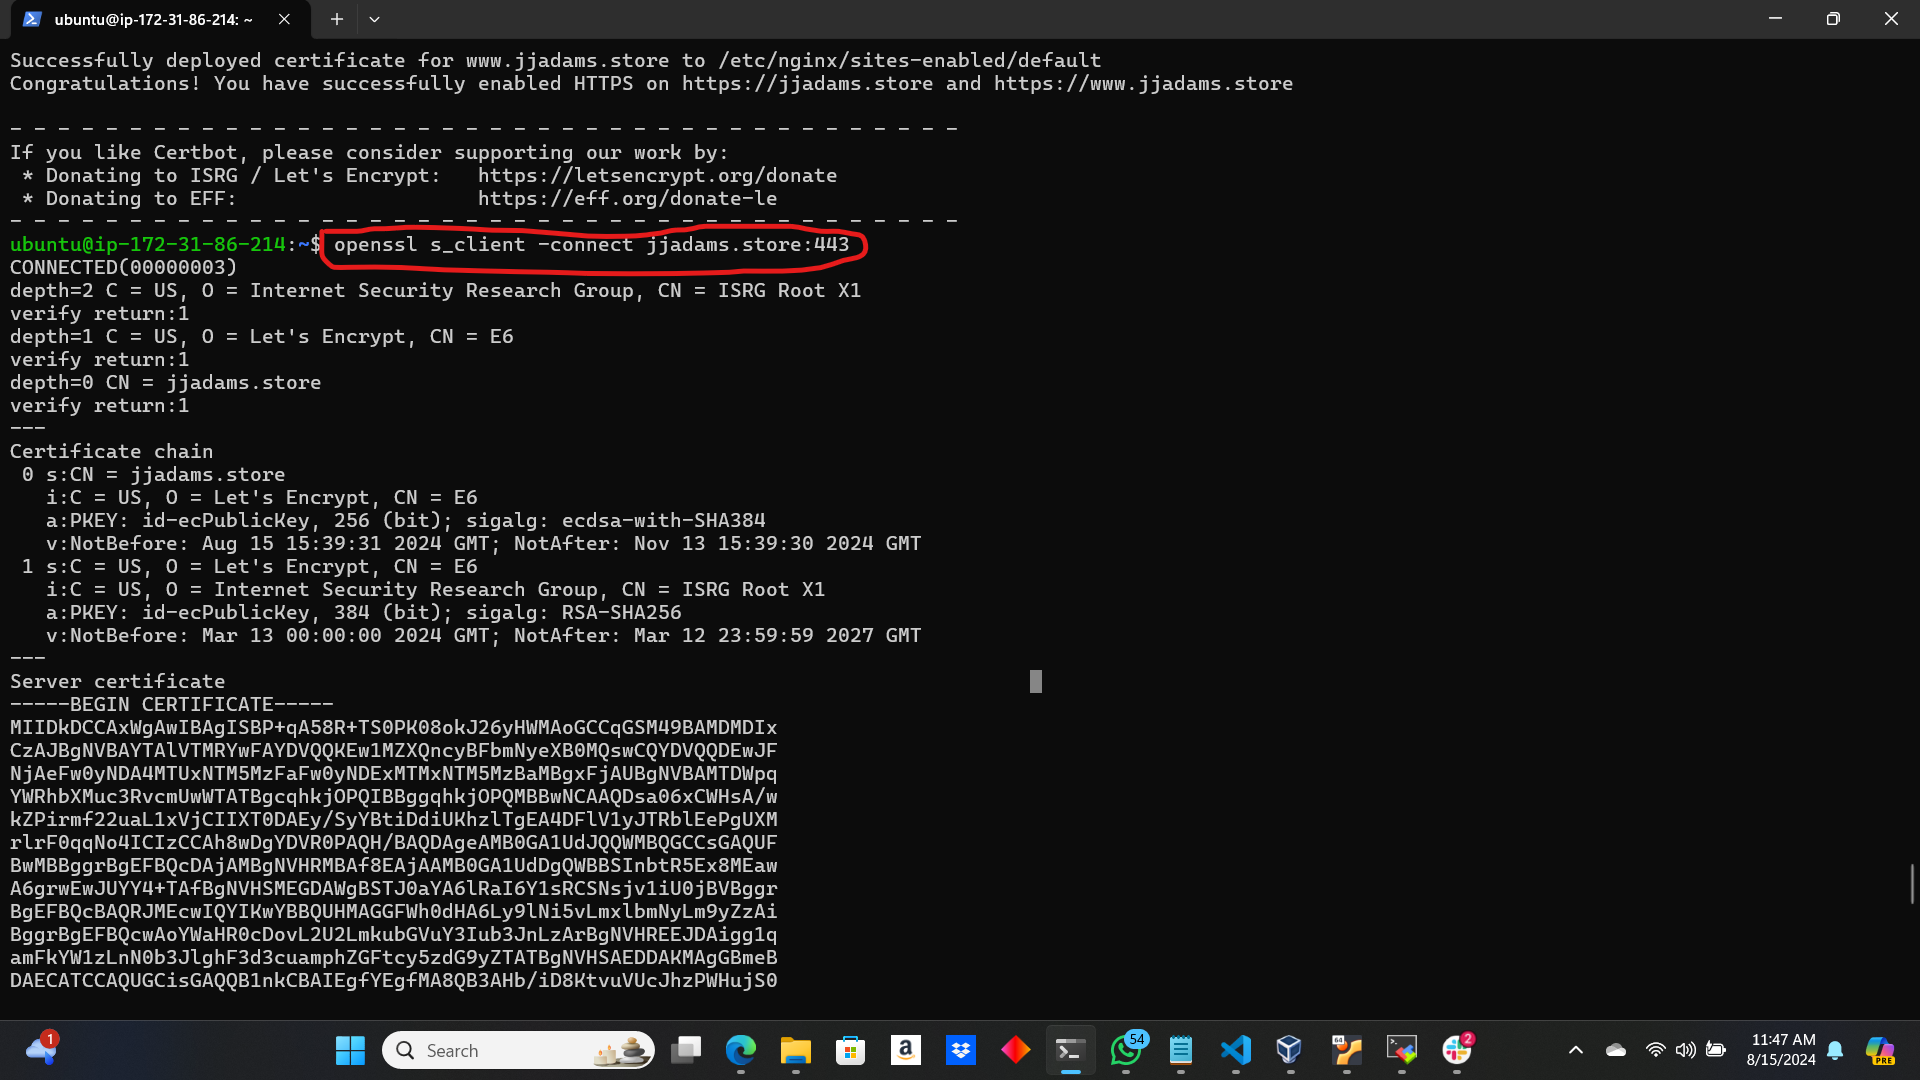 ubuntu@ip-172-31-86-214: ~
Successfully deployed certificate for www.jjadams.store to /etc/nginx/sites-enabled/default
Congratulations! You have successfully enabled HTTPS on https://jjadams.store and https://www.jjadams.store
- - - - - - - - - - - - - - - - - - - - - - - - - - - - - - - - - - - - - - - -
If you like Certbot, please consider supporting our work by:
 * Donating to ISRG / Let's Encrypt:   https://letsencrypt.org/donate
 * Donating to EFF:                    https://eff.org/donate-le
- - - - - - - - - - - - - - - - - - - - - - - - - - - - - - - - - - - - - - - -
ubuntu@ip-172-31-86-214:~$ openssl s_client -connect jjadams.store:443
CONNECTED(00000003)
depth=2 C = US, O = Internet Security Research Group, CN = ISRG Root X1
verify return:1
depth=1 C = US, O = Let's Encrypt, CN = E6
verify return:1
depth=0 CN = jjadams.store
verify return:1
---
Certificate chain
 0 s:CN = jjadams.store
   i:C = US, O = Let's Encrypt, CN = E6
   a:PKEY: id-ecPublicKey, 256 (bit); sigalg: ecdsa-with-SHA384
   v:NotBefore: Aug 15 15:39:31 2024 GMT; NotAfter: Nov 13 15:39:30 2024 GMT
 1 s:C = US, O = Let's Encrypt, CN = E6
   i:C = US, O = Internet Security Research Group, CN = ISRG Root X1
   a:PKEY: id-ecPublicKey, 384 (bit); sigalg: RSA-SHA256
   v:NotBefore: Mar 13 00:00:00 2024 GMT; NotAfter: Mar 12 23:59:59 2027 GMT
---
Server certificate
-----BEGIN CERTIFICATE-----
MIIDkDCCAxWgAwIBAgISBP+qA58R+TS0PK08okJ26yHWMAoGCCqGSM49BAMDMDIx
CzAJBgNVBAYTAlVTMRYwFAYDVQQKEw1MZXQncyBFbmNyeXB0MQswCQYDVQQDEwJF
NjAeFw0yNDA4MTUxNTM5MzFaFw0yNDExMTMxNTM5MzBaMBgxFjAUBgNVBAMTDWpq
YWRhbXMuc3RvcmUwWTATBgcqhkjOPQIBBggqhkjOPQMBBwNCAAQDsa06xCWHsA/w
kZPirmf22uaL1xVjCIIXT0DAEy/SyYBtiDdiUKhzlTgEA4DFlV1yJTRblEePgUXM
rlrF0qqNo4ICIzCCAh8wDgYDVR0PAQH/BAQDAgeAMB0GA1UdJQQWMBQGCCsGAQUF
BwMBBggrBgEFBQcDAjAMBgNVHRMBAf8EAjAAMB0GA1UdDgQWBBSInbtR5Ex8MEaw
A6grwEwJUYY4+TAfBgNVHSMEGDAWgBSTJ0aYA6lRaI6Y1sRCSNsjv1iU0jBVBggr
BgEFBQcBAQRJMEcwIQYIKwYBBQUHMAGGFWh0dHA6Ly9lNi5vLmxlbmNyLm9yZzAi
BggrBgEFBQcwAoYWaHR0cDovL2U2LmkubGVuY3Iub3JnLzArBgNVHREEJDAigg1q
amFkYW1zLnN0b3JlghF3d3cuamphZGFtcy5zdG9yZTATBgNVHSAEDDAKMAgGBmeB
DAECATCCAQUGCisGAQQB1nkCBAIEgfYEgfMA8QB3AHb/iD8KtvuVUcJhzPWHujS0
1
Search
a
54
64
2
11:47 AM
8/15/2024
PRE